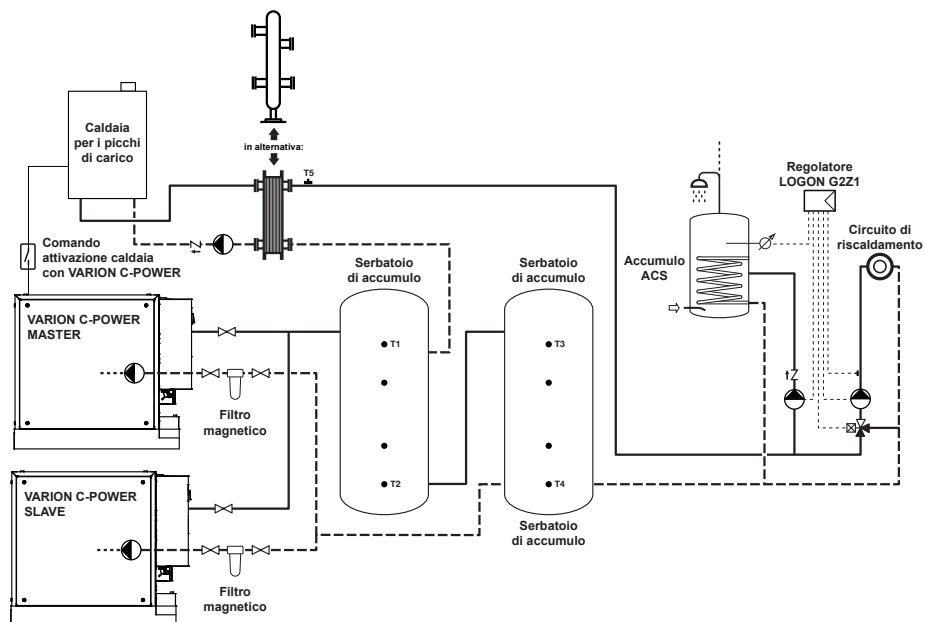 in alternativa:
Caldaia
per i picchi
di carico
T5
Regolatore
LOGON G2Z1
Comando
attivazione caldaia
con VARION C-POWER
Circuito di
riscaldamento
Accumulo
ACS
Serbatoio
di accumulo
Serbatoio
di accumulo
VARION C-POWER
MASTER
T1
T3
Filtro
magnetico
T2
T4
VARION C-POWER
SLAVE
Serbatoio
di accumulo
Filtro
magnetico